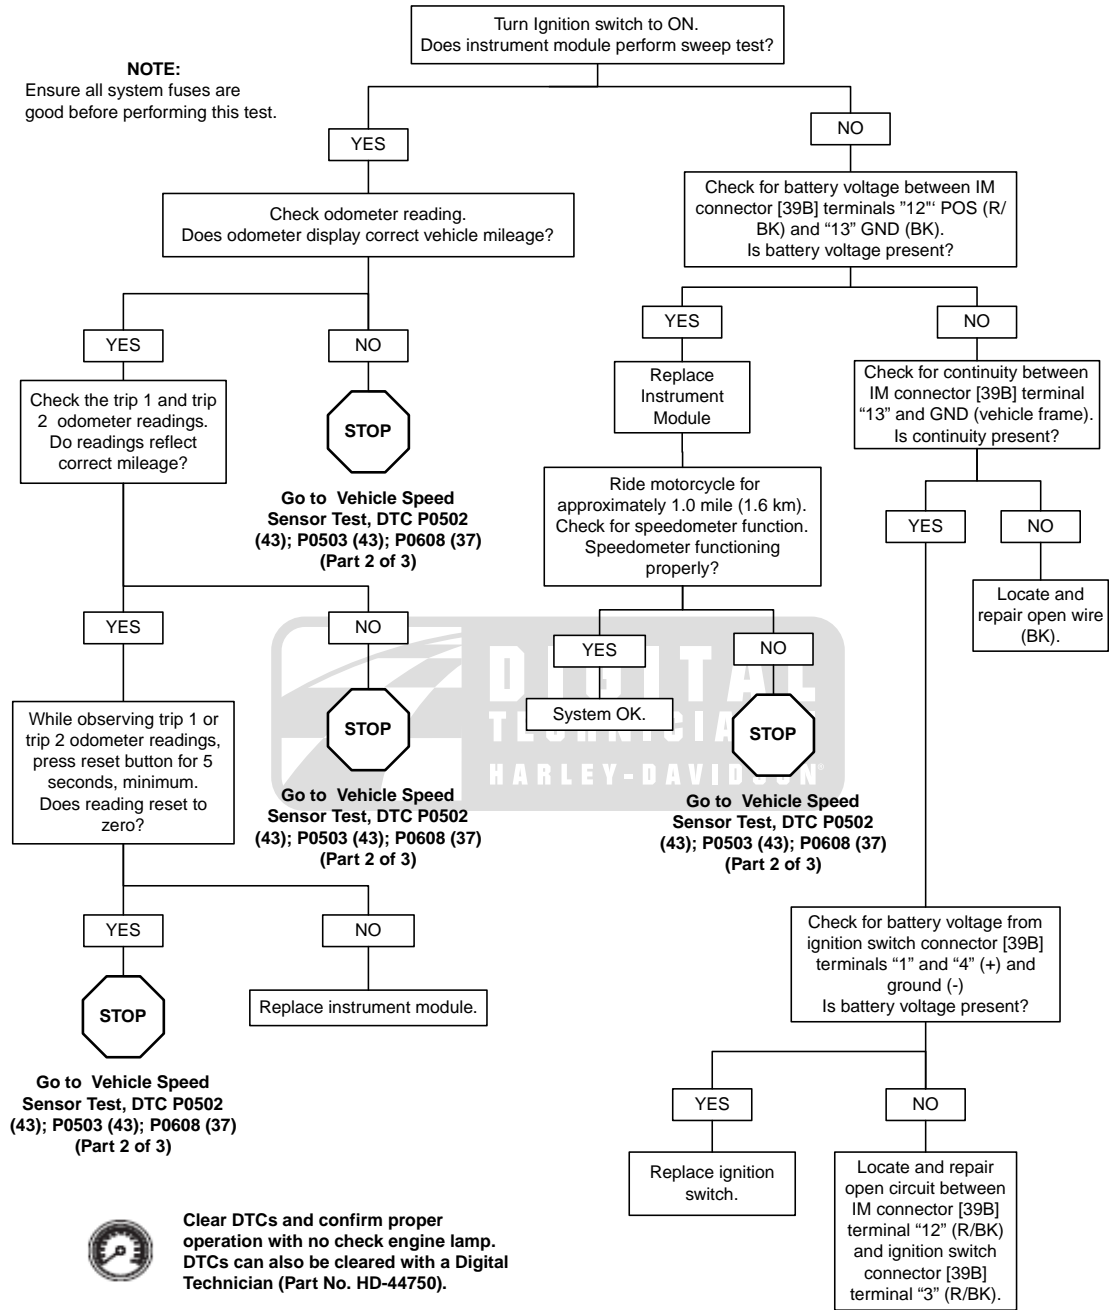 Turn Ignition switch to ON.
Does instrument module perform sweep test?
NOTE:
Ensure all system fuses are
good before performing this test.
YES
NO
Check odometer reading.
Does odometer display correct vehicle mileage?
Check for battery voltage between IM
connector [39B] terminals ”12"‘ POS (R/
BK) and “13” GND (BK).
Is battery voltage present?
YES
NO
YES
NO
Check the trip 1 and trip
2 odometer readings.
Do readings reflect
correct mileage?
STOP
Go to Vehicle Speed
Sensor Test, DTC P0502
(43); P0503 (43); P0608 (37)
(Part 2 of 3)
Replace
Instrument
Module
Check for continuity between
IM connector [39B] terminal
“13” and GND (vehicle frame).
Is continuity present?
Ride motorcycle for
approximately 1.0 mile (1.6 km).
Check for speedometer function.
Speedometer functioning
properly?
YES
NO
Locate and
repair open wire
(BK).
YES
NO
YES
NO
While observing trip 1 or
trip 2 odometer readings,
press reset button for 5
seconds, minimum.
Does reading reset to
zero?
STOP
Go to Vehicle Speed
Sensor Test, DTC P0502
(43); P0503 (43); P0608 (37)
(Part 2 of 3)
System OK.
STOP
Go to Vehicle Speed
Sensor Test, DTC P0502
(43); P0503 (43); P0608 (37)
(Part 2 of 3)
DIGITAL
TECHNICIA
HARLEY-DAVIDSON®
YES
NO
STOP
Go to Vehicle Speed
Sensor Test, DTC P0502
(43); P0503 (43); P0608 (37)
(Part 2 of 3)
Replace instrument module.
Check for battery voltage from
ignition switch connector [39B]
terminals “1” and “4” (+) and
ground (-)
Is battery voltage present?
YES
NO
Replace ignition
switch.
Locate and repair
open circuit between
IM connector [39B]
terminal “12” (R/BK)
and ignition switch
connector [39B]
terminal “3” (R/BK).
Clear DTCs and confirm proper
operation with no check engine lamp.
DTCs can also be cleared with a Digital
Technician (Part No. HD-44750).